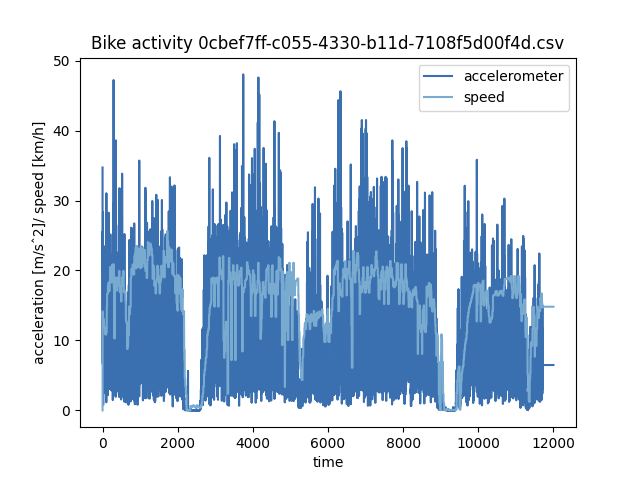 Bike activity 0cbef7ff-c055-4330-b11d-7108f5d00f4d.csv
accelerometer
speed
acceleration [m/s^2]/ speed [km/h]
50
40
30
20
10
0
0 2000 4000 6000 8000 10000 12000
time